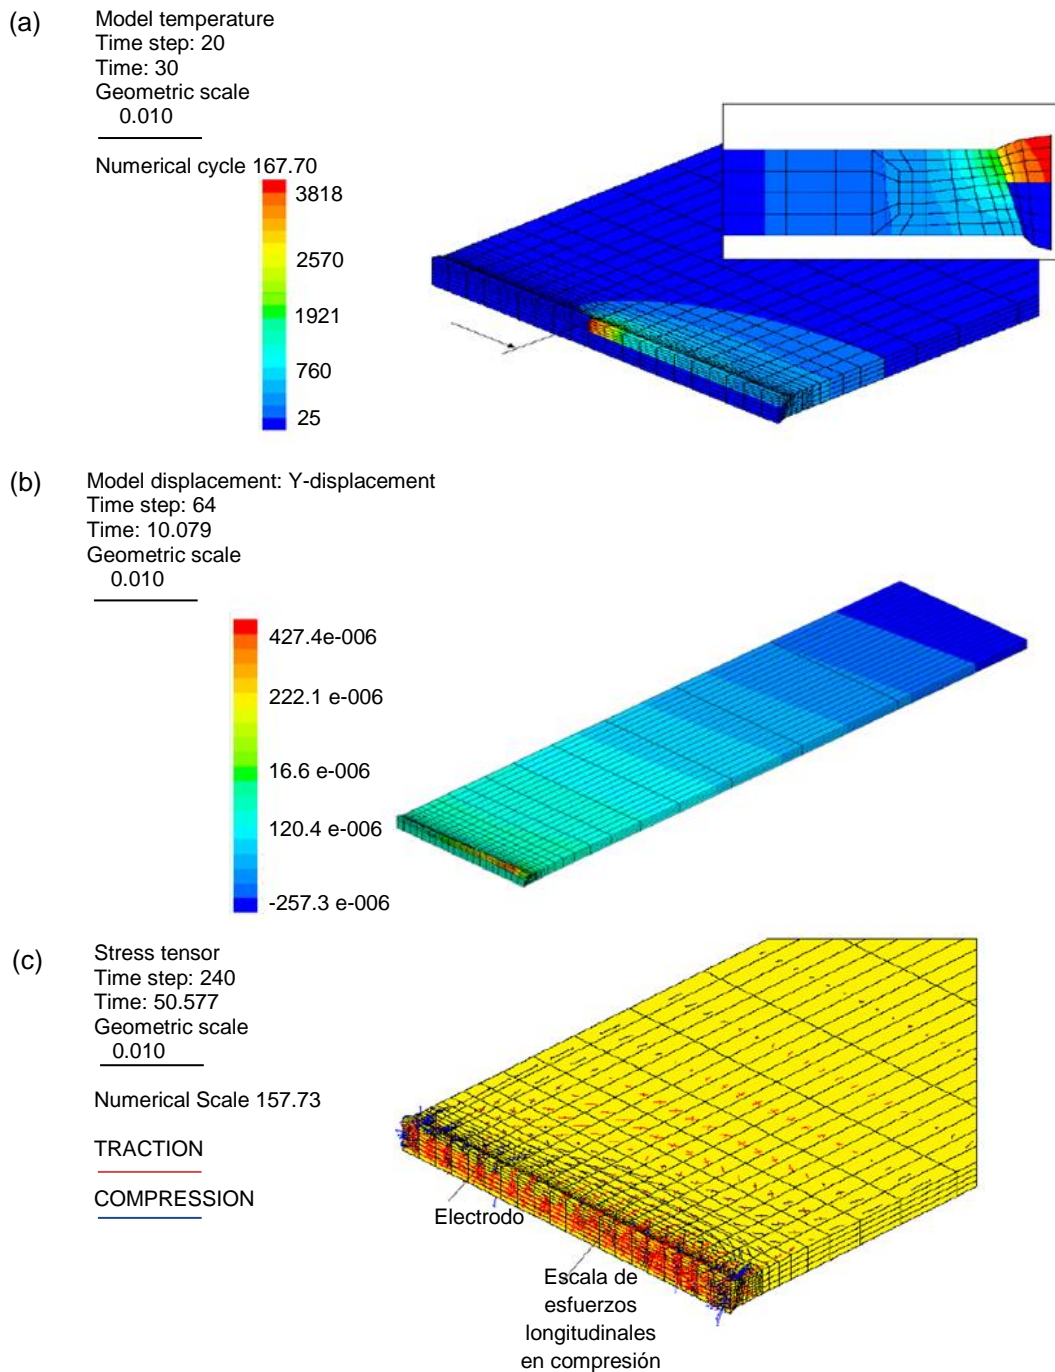 (a)
Model temperature
Time step: 20
Time: 30
Geometric scale
0.010
Numerical cycle 167.70
3818
2570
1921
760
25
(b)
Model displacement: Y-displacement
Time step: 64
Time: 10.079
Geometric scale
0.010
427.4e-006
222.1 e-006
16.6 e-006
120.4 e-006
-257.3 e-006
(c)
Stress tensor
Time step: 240
Time: 50.577
Geometric scale
0.010
Numerical Scale 157.73
TRACTION
COMPRESSION
Electrodo
Escala de
esfuerzos
longitudinales
en compresión